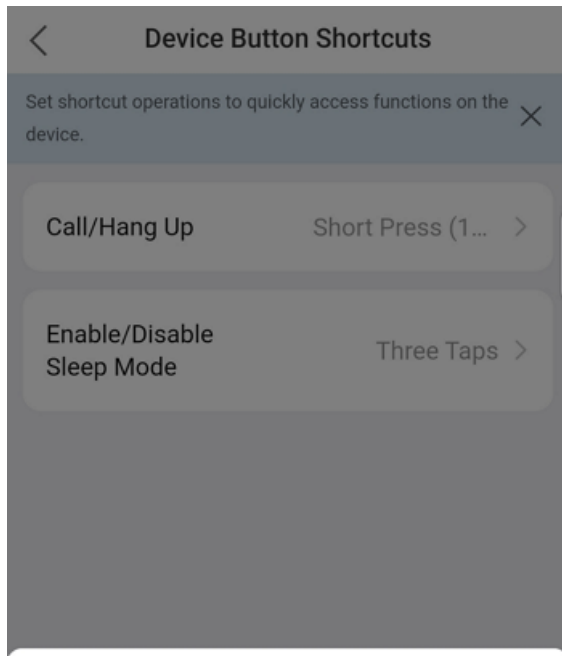 Device Button Shortcuts
Set shortcut operations to quickly access functions on the
device.
Call/Hang Up
Short Press (1...
Enable/Disable
Sleep Mode
Three Taps